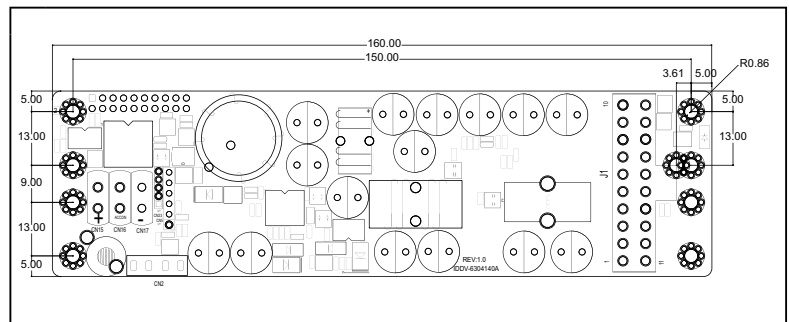 160.00
150.00
R0.86
3.61 5.00
5.00 5.00
13.00 13.00
9.00
13.00
5.00
10
J1
1 11
CN15 ACCON CN16 CN17
+ -
CN2
REV:1.0
IDDV-6304140A